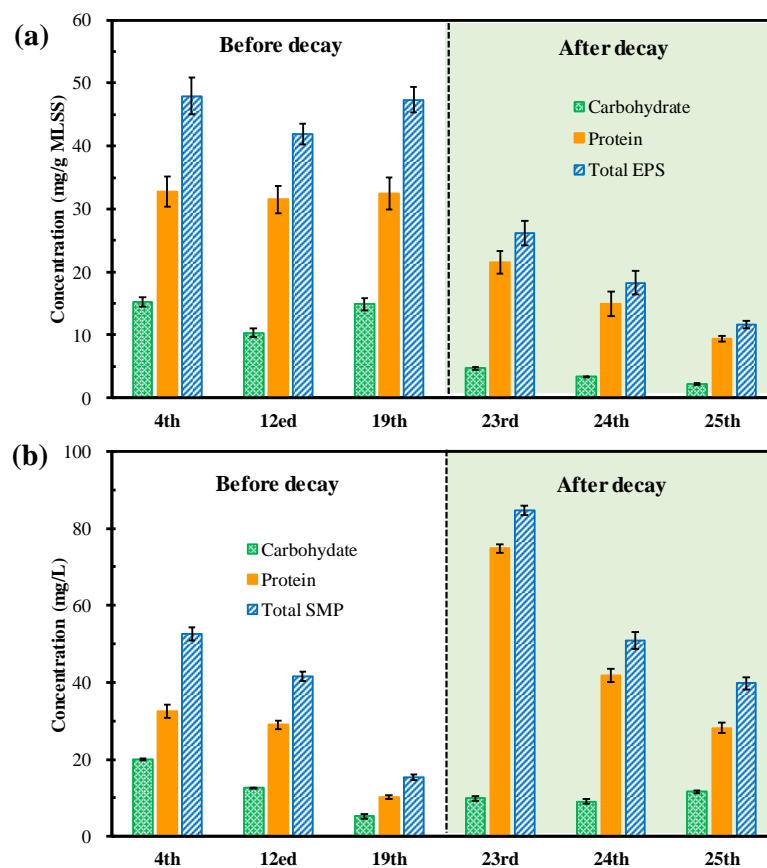 (a)
Before decay
After decay
Carbohydrate
Protein
Total EPS
Concentration (mg/g MLSS)
60
50
40
30
20
10
0
4th
12ed
19th
23rd
24th
25th
(b)
Before decay
After decay
Carbohydate
Protein
Total SMP
Concentration (mg/L)
100
80
60
40
20
0
4th
12ed
19th
23rd
24th
25th